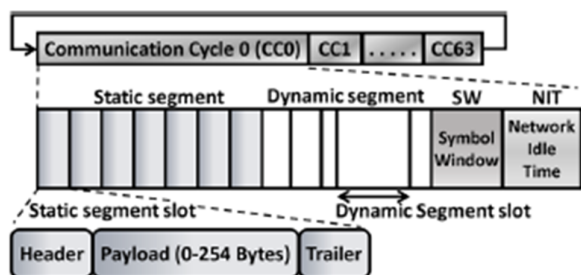 Communication Cycle 0 (CC0) CC1 ..... CC63
Static segment Dynamic segment SW NIT
Symbol
Window
Network
Idle
Time
Static segment slot Dynamic Segment slot
Header Payload (0-254 Bytes) Trailer